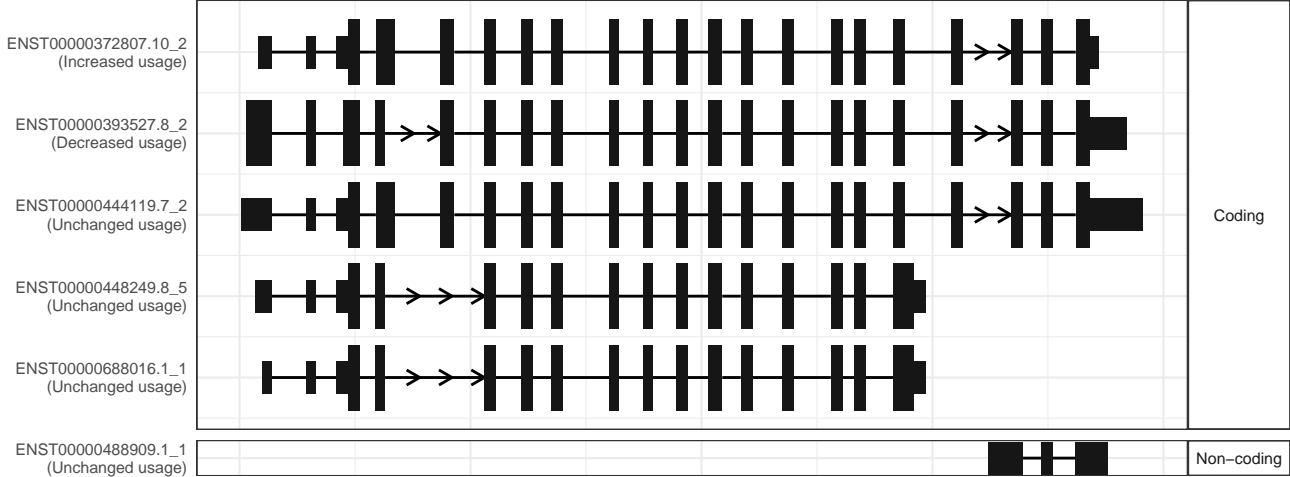 ENST00000372807.10_2
(Increased usage)
ENST00000393527.8_2
(Decreased usage)
ENST00000444119.7_2
(Unchanged usage)
Coding
ENST00000448249.8_5
(Unchanged usage)
ENST00000688016.1_1
(Unchanged usage)
ENST00000488909.1_1
(Unchanged usage)
Non−coding